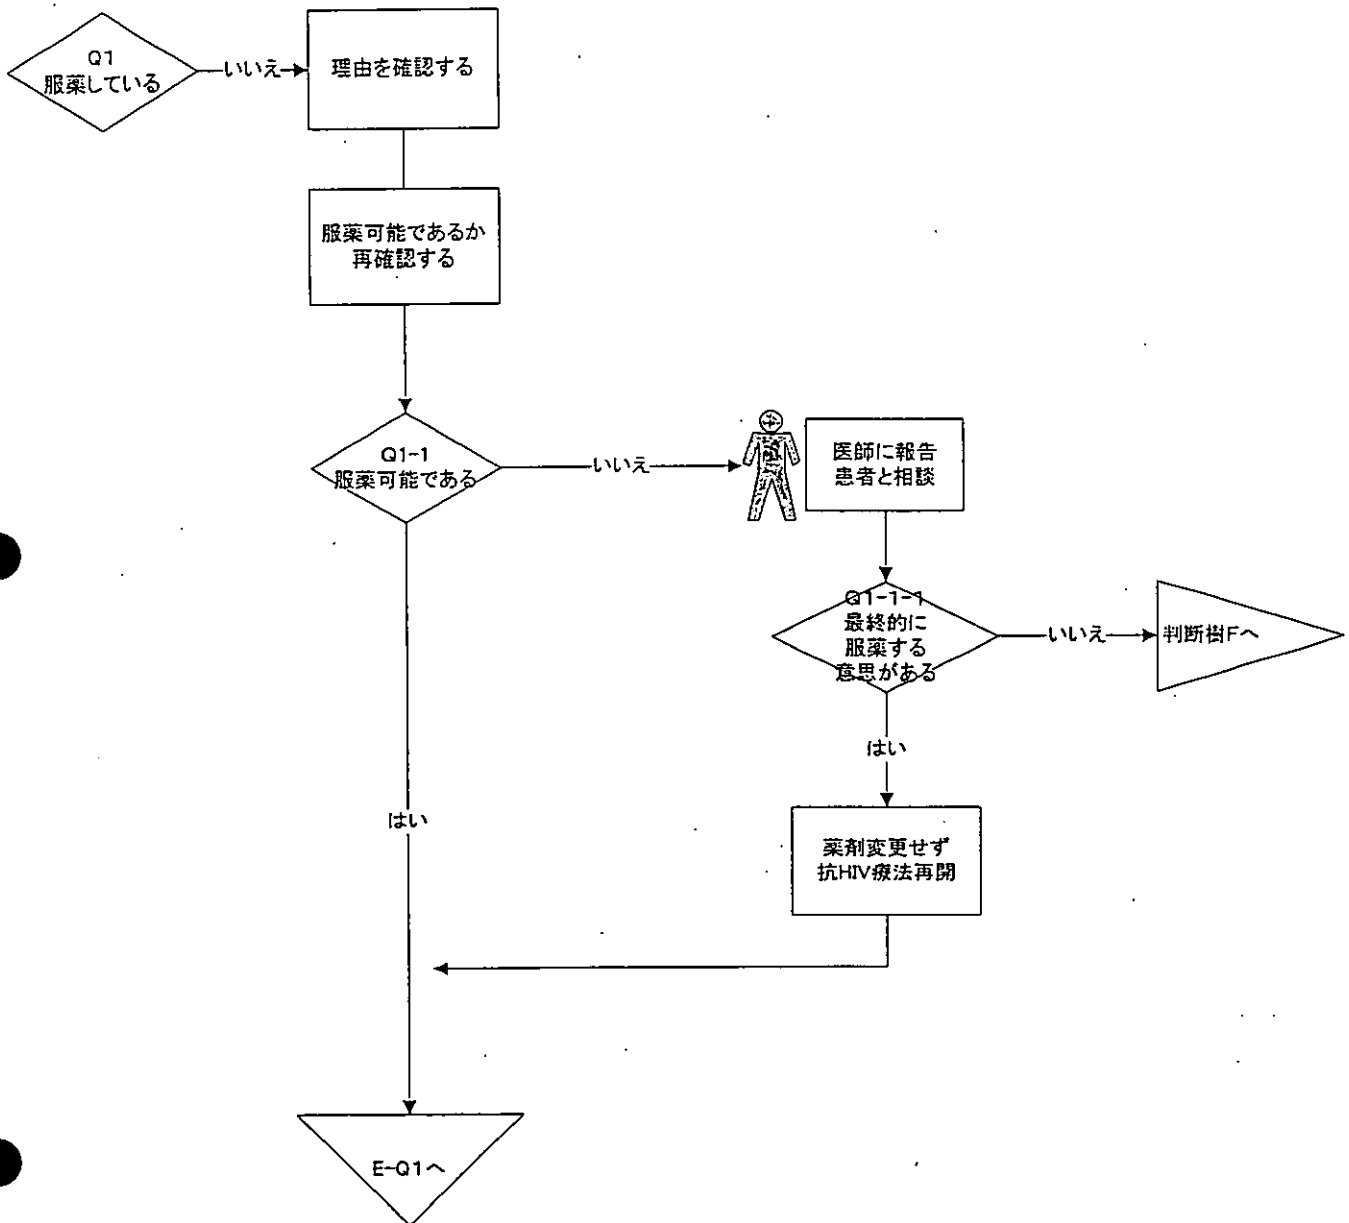 Q1
服薬している
いいえ
理由を確認する
服薬可能であるか
再確認する
Q1-1
服薬可能である
いいえ
医師に報告
患者と相談
Q1-1-1
最終的に
服薬する
意思がある
いいえ
判断樹Fへ
はい
薬剤変更せず
抗HIV療法再開
はい
E-Q1へ